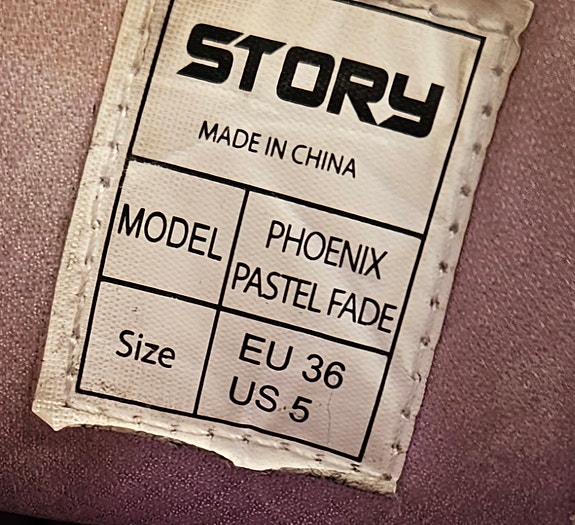 STORY
MADE IN CHINA
MODEL
PHOENIX
PASTEL FADE
Size
EU 36
US 5